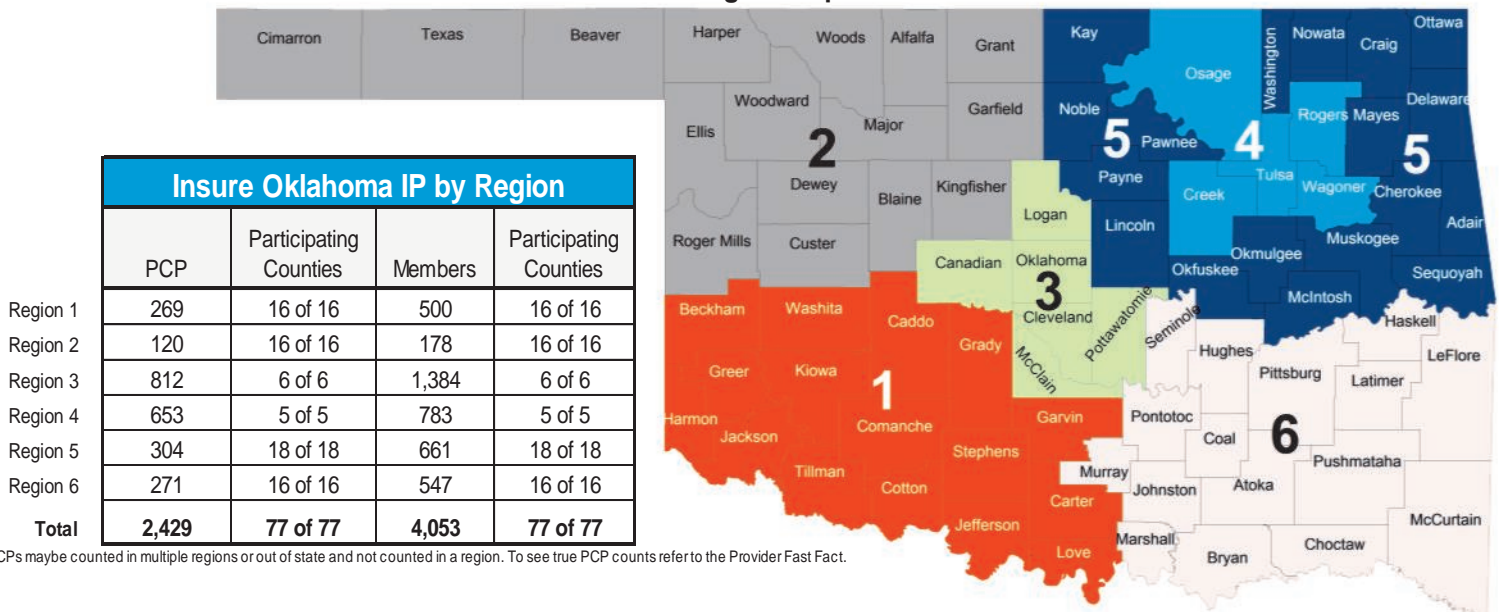 Cimarron
Texas
Beaver
Harper
Woods
Alfalfa
Grant
Kay
Osage
Washington
Nowata
Craig
Ottawa
Ellis
Woodward
Major
Garfield
Noble
Pawnee
Rogers
Mayes
Delaware
2
5
4
5
Dewey
Blaine
Kingfisher
Logan
Payne
Creek
Tulsa
Wagoner
Cherokee
Adair
Roger Mills
Custer
Canadian
Oklahoma
Lincoln
Okfuskee
Okmulgee
Muskogee
Sequoyah
McIntosh
3
Cleveland
Pottawatomie
Seminole
McClain
Beckham
Washita
Caddo
Grady
Greer
Kiowa
1
Harmon
Jackson
Comanche
Garvin
Stephens
Tillman
Cotton
Carter
Jefferson
Love
Hughes
Haskell
LeFlore
Pittsburg
Latimer
Pontotoc
Coal
6
Murray
Johnston
Atoka
Pushmataha
Marshall
Bryan
Choctaw
McCurtain
Insure Oklahoma IP by Region
PCP Participating Counties Members Participating Counties
Region 1 269 16 of 16 500 16 of 16
Region 2 120 16 of 16 178 16 of 16
Region 3 812 6 of 6 1,384 6 of 6
Region 4 653 5 of 5 783 5 of 5
Region 5 304 18 of 18 661 18 of 18
Region 6 271 16 of 16 547 16 of 16
Total 2,429 77 of 77 4,053 77 of 77
CPs maybe counted in multiple regions or out of state and not counted in a region. To see true PCP counts refer to the Provider Fast Fact.